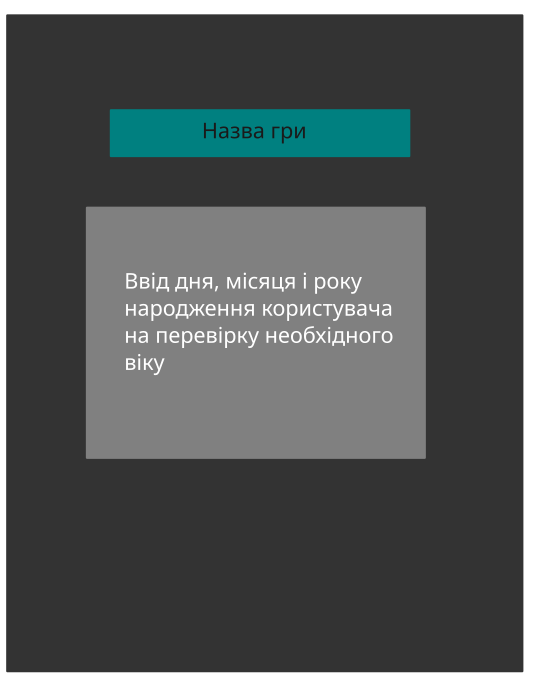 Назва гри
Ввід дня, місяця і року
народження користувача
на перевірку необхідного
віку